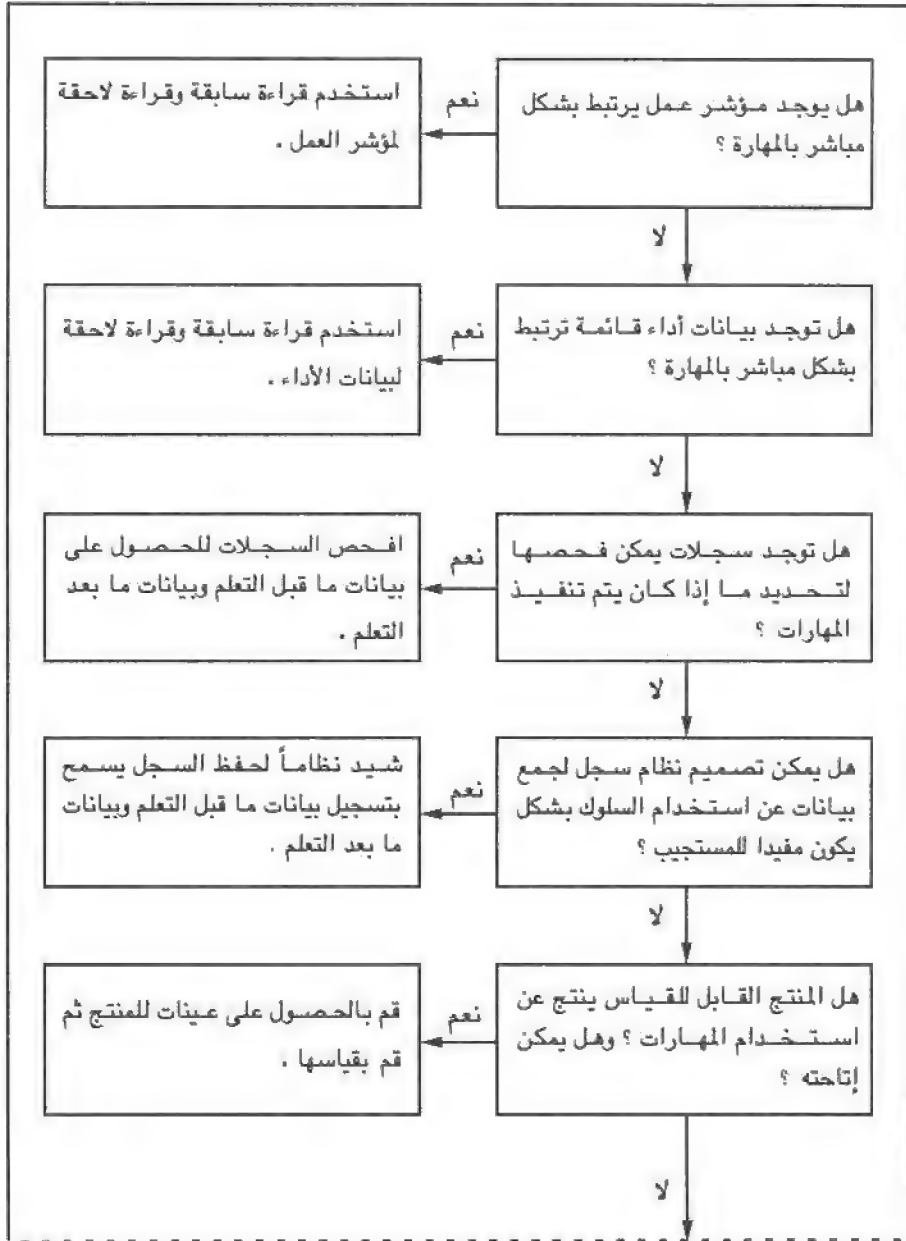 هل يوجد مؤشر عمل يرتبط بشكل
مباشر بالمهارة ؟
نعم
استخدم قراءة سابقة وقراءة لاحقة
لمؤشر العمل .
لا
هل توجد بيانات أداء قائمة ترتبط
بشكل مباشر بالمهارة ؟
نعم
استخدم قراءة سابقة وقراءة لاحقة
لبيانات الأداء .
لا
هل توجد سجلات يمكن فحصها
لتحديد ما إذا كان يتم تنفيذ
المهارات ؟
نعم
افحص السجلات للحصول على
بيانات ما قبل التعلم وبيانات ما بعد
التعلم .
لا
هل يمكن تصميم نظام سجل لجمع
بيانات عن استخدام السلوك بشكل
يكون مفيدا للمستجيب ؟
نعم
شيد نظاماً لحفظ السجل يسمح
بتسجيل بيانات ما قبل التعلم وبيانات
ما بعد التعلم .
لا
هل المنتج القابل للقياس ينتج عن
استخدام المهارات ؟ وهل يمكن
إتاحته ؟
نعم
قم بالحصول على عينات للمنتج ثم
قم بقياسها .
لا